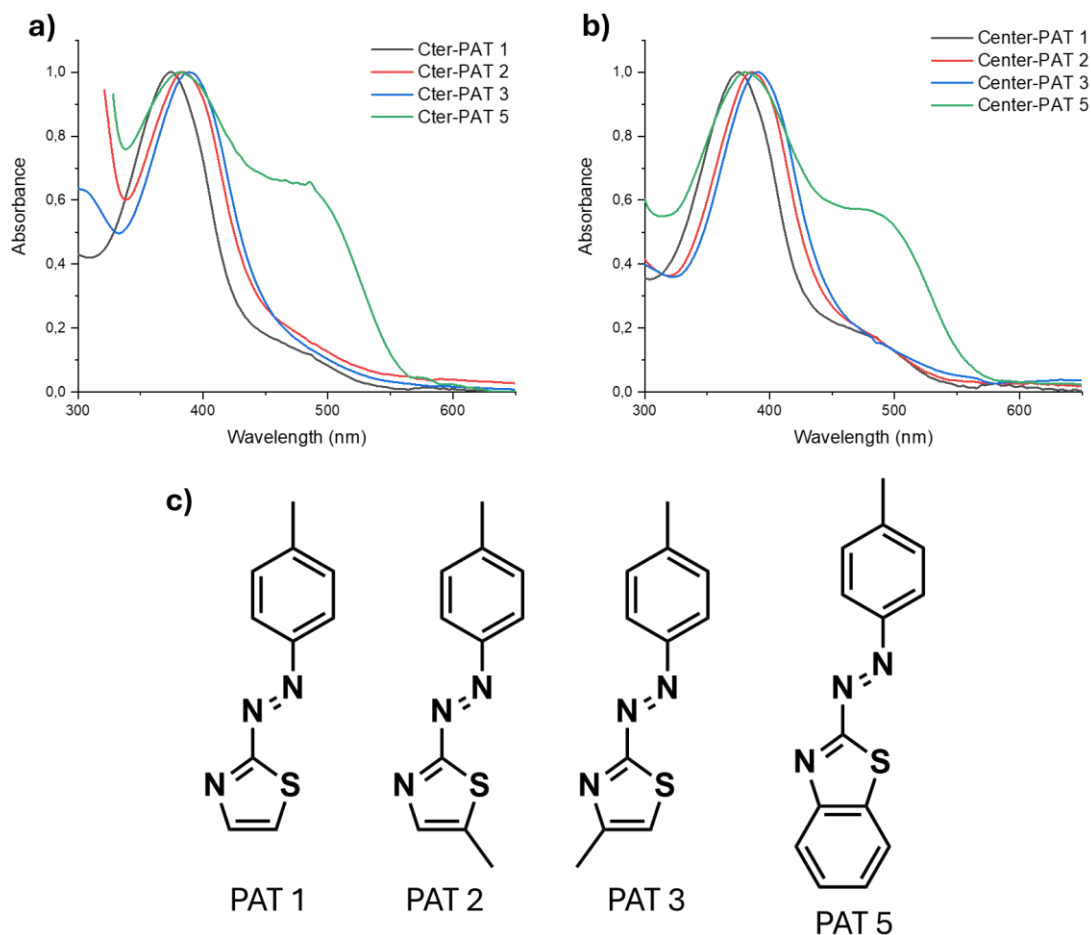 a)
Cter-PAT 1
Cter-PAT 2
Cter-PAT 3
Cter-PAT 5
1,0
0,8
0,6
0,4
0,2
0,0
Absorbance
300 400 500 600
Wavelength (nm)
b)
Center-PAT 1
Center-PAT 2
Center-PAT 3
Center-PAT 5
1,0
0,8
0,6
0,4
0,2
0,0
Absorbance
300 400 500 600
Wavelength (nm)
c)
N
N
N S
PAT 1
N
N
N S
PAT 2
N
N
N S
PAT 3
N
N
N S
PAT 5